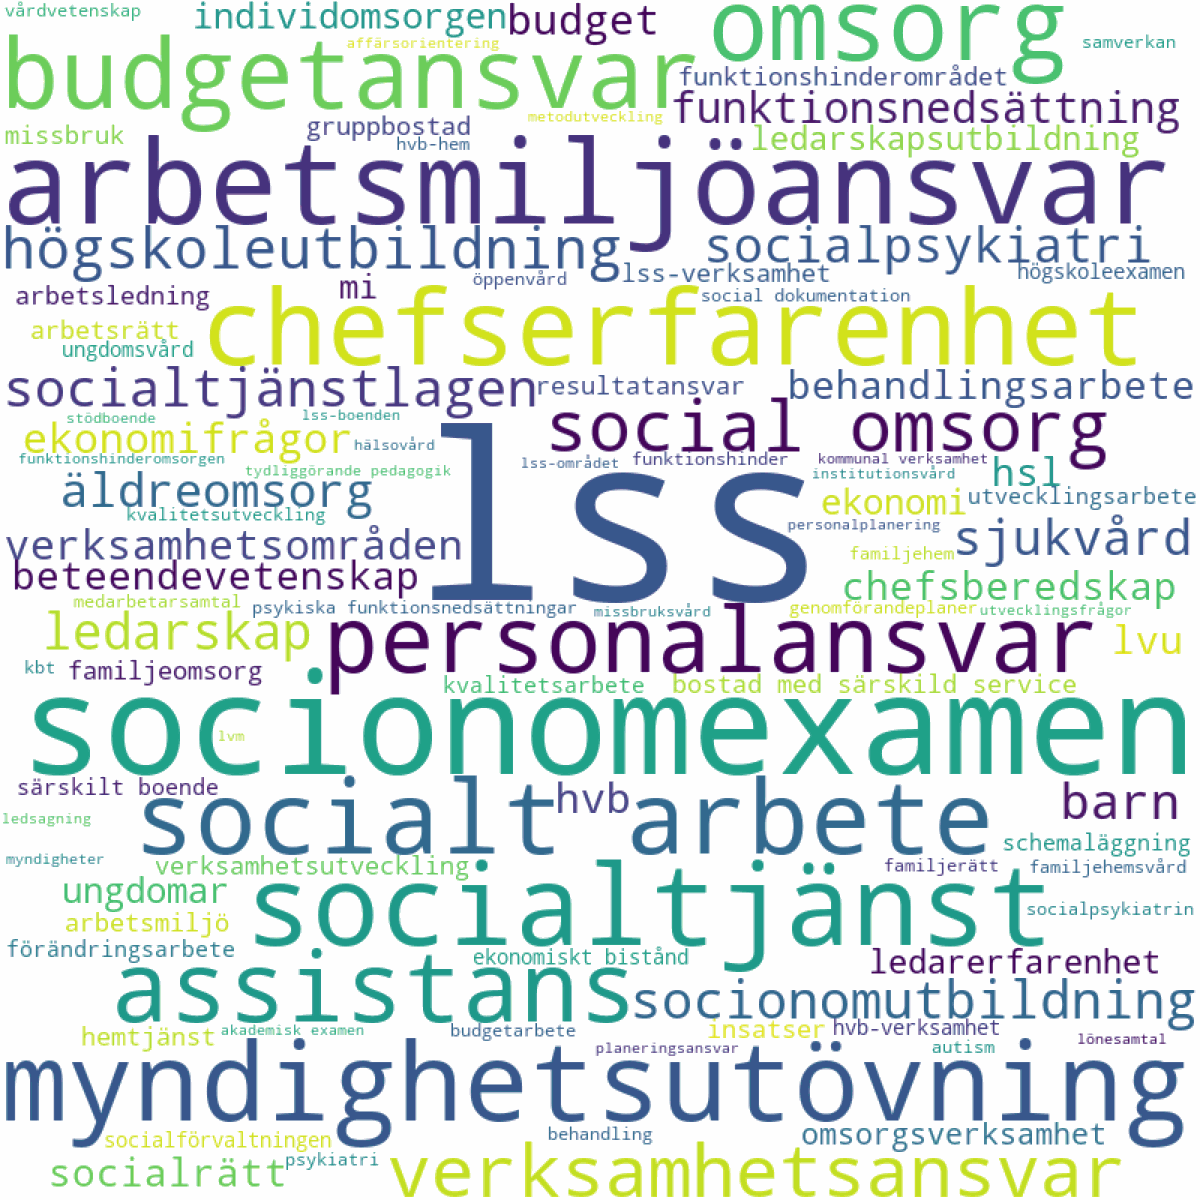 vårdvetenskap
individomsorgen
budget
omsorg
affärsorientering
samverkan
budgetansvar
funktionshinderområdet
funktionsnedsättning
metodutveckling
missbruk
gruppbostad
hvb-hem
ledarskapsutbildning
arbetsmiljöansvar
högskoleutbildning
socialpsykiatri
öppenvård
lss-verksamhet
högskoleexamen
arbetsledning
mi
social dokumentation
arbetsrätt
chefserfarenhet
ungdomsvård
socialtjänstlagen
resultatansvar
behandlingsarbete
stödboende
lss-boenden
social omsorg
ekonomifrågor
hälsovård
funktionshinderomsorgen
tydliggörande pedagogik
lss
lss-området
funktionshinder
kommunal verksamhet
institutionsvård
hsl
äldreomsorg
ekonomi
utvecklingsarbete
kvalitetsutveckling
personalplanering
sjukvård
verksamhetsområden
familjehem
beteendevetenskap
chefsberedskap
medarbetarsamtal
psykiska funktionsnedsättningar
missbruksvård
genomförandeplaner
utvecklingsfrågor
ledarskap
personalansvar
lvu
kbt
familjeomsorg
kvalitetsarbete
bostad med särskild service
socionomexamen
lvm
särskilt boende
socialt arbete
hvb
barn
ledsagning
schemaläggning
myndigheter
verksamhetsutveckling
familjerätt
familjehemsvård
ungdomar
socialtjänst
arbetsmiljö
socialpsykiatrin
förändringsarbete
ekonomiskt bistånd
ledarerfarenhet
assistans
socionomutbildning
hemtjänst
akademisk examen
budgetarbete
insatser
hvb-verksamhet
lönesamtal
planeringsansvar
autism
myndighetsutövning
socialförvaltningen
behandling
omsorgsverksamhet
socialrätt
psykiatri
verksamhetsansvar